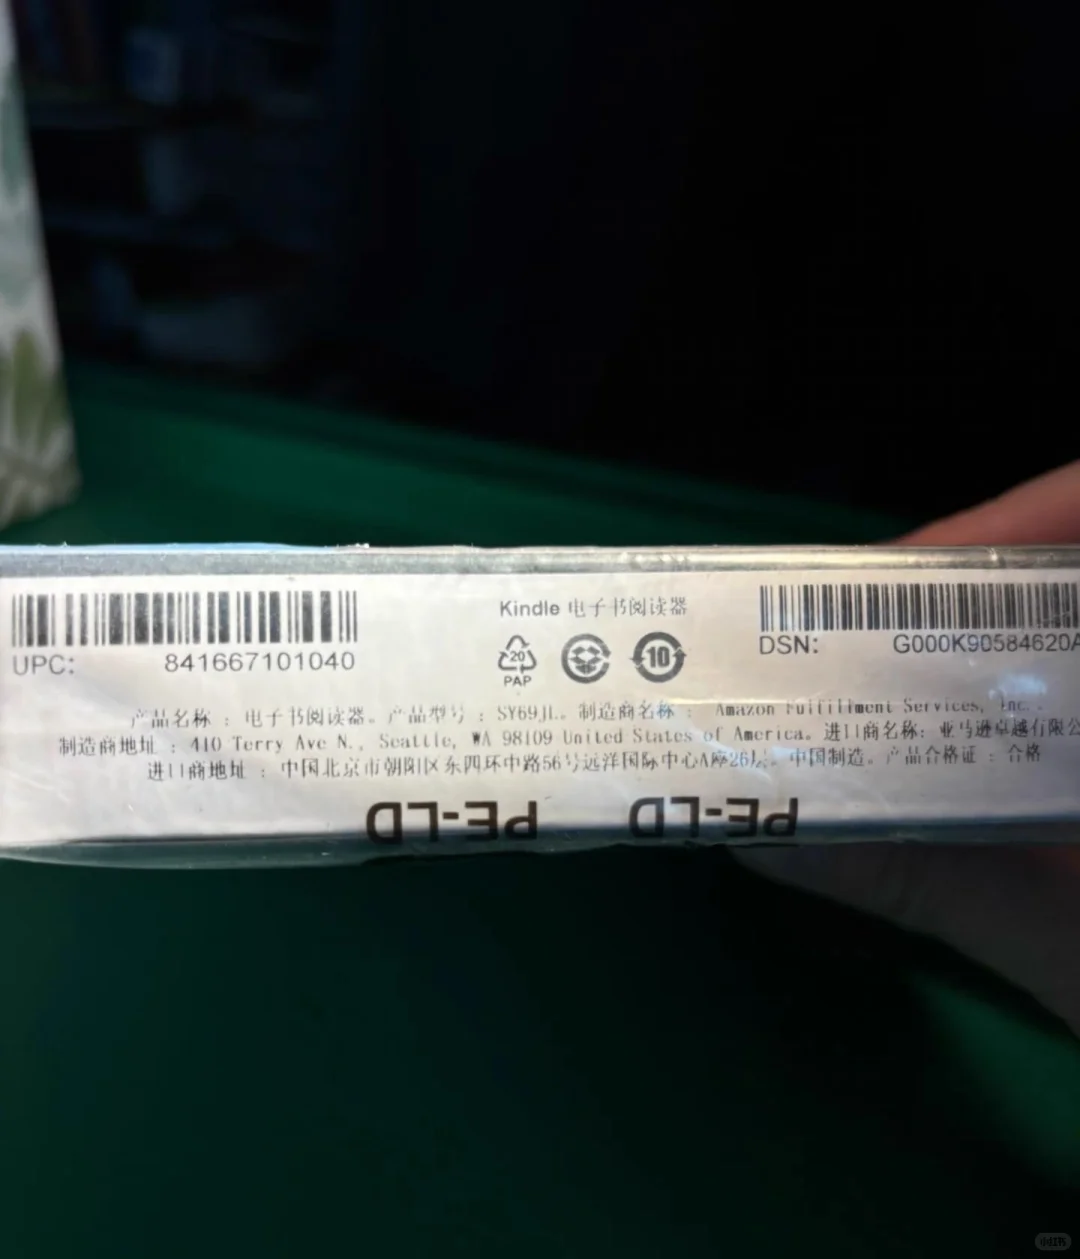 Kindle 电子书阅读器
UPC: 841667101040
DSN: G000K90584620A
20
PAP
10
产品名称：电子书阅读器。产品型号：SY69JL。制造商名称： Amazon Fulfillment Services, Inc.
制造商地址：410 Terry Ave N., Seattle, WA 98109 United States of America。进口商名称：亚马逊卓越有限公
进口商地址：中国北京市朝阳区东四环中路56号远洋国际中心A座26层。中国制造。产品合格证：合格
PE-LD PE-LD
小红书